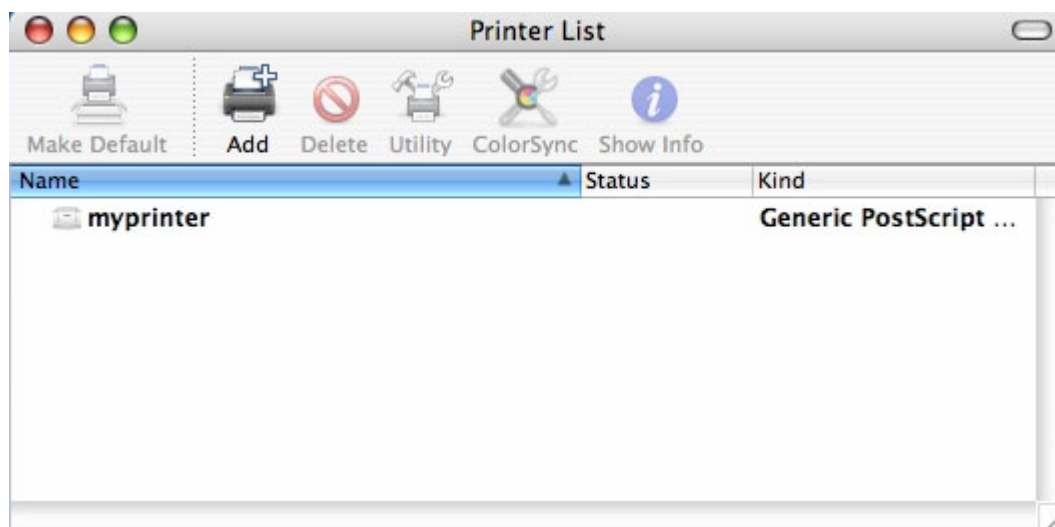 Printer List
Make Default Add Delete Utility ColorSync Show Info
Name Status Kind
myprinter Generic PostScript ...